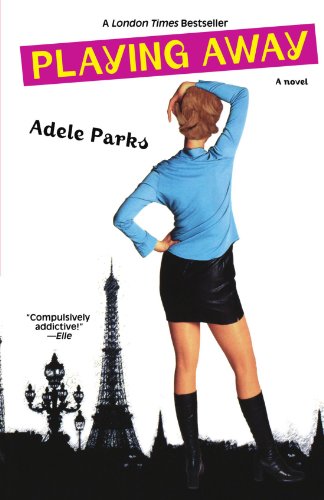 A London Times Bestseller
PLAYING AWAY
A novel
Adele Parks
"Compulsively
addictive!"
—Elle